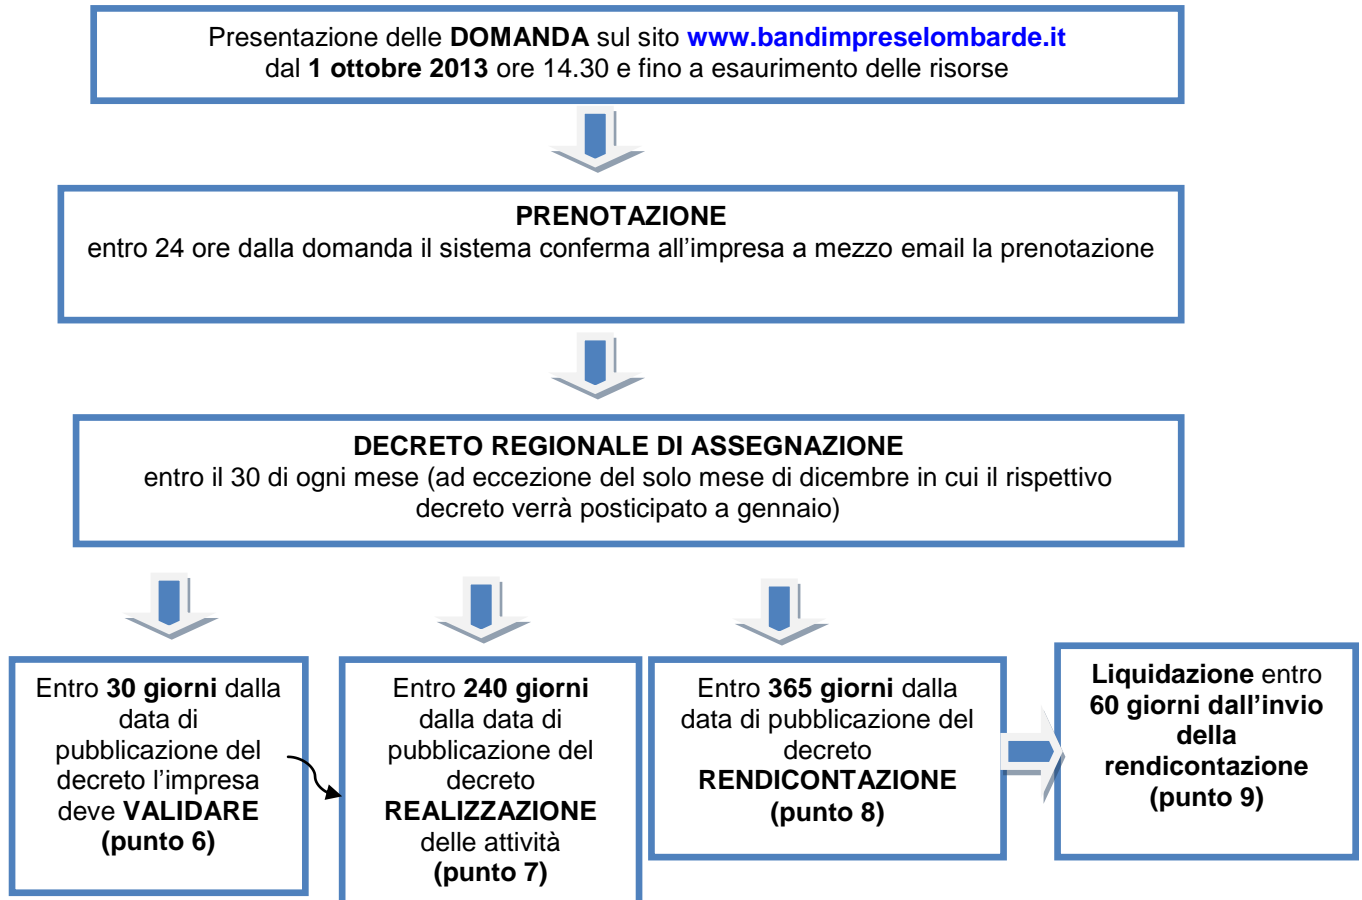 Presentazione delle DOMANDA sul sito www.bandimpreselombarde.it
dal 1 ottobre 2013 ore 14.30 e fino a esaurimento delle risorse
PRENOTAZIONE
entro 24 ore dalla domanda il sistema conferma all’impresa a mezzo email la prenotazione
DECRETO REGIONALE DI ASSEGNAZIONE
entro il 30 di ogni mese (ad eccezione del solo mese di dicembre in cui il rispettivo
decreto verrà posticipato a gennaio)
Entro 30 giorni dalla
data di
pubblicazione del
decreto l’impresa
deve VALIDARE
(punto 6)
Entro 240 giorni
dalla data di
pubblicazione del
decreto
REALIZZAZIONE
delle attività
(punto 7)
Entro 365 giorni dalla
data di pubblicazione del
decreto
RENDICONTAZIONE
(punto 8)
Liquidazione entro
60 giorni dall’invio
della
rendicontazione
(punto 9)